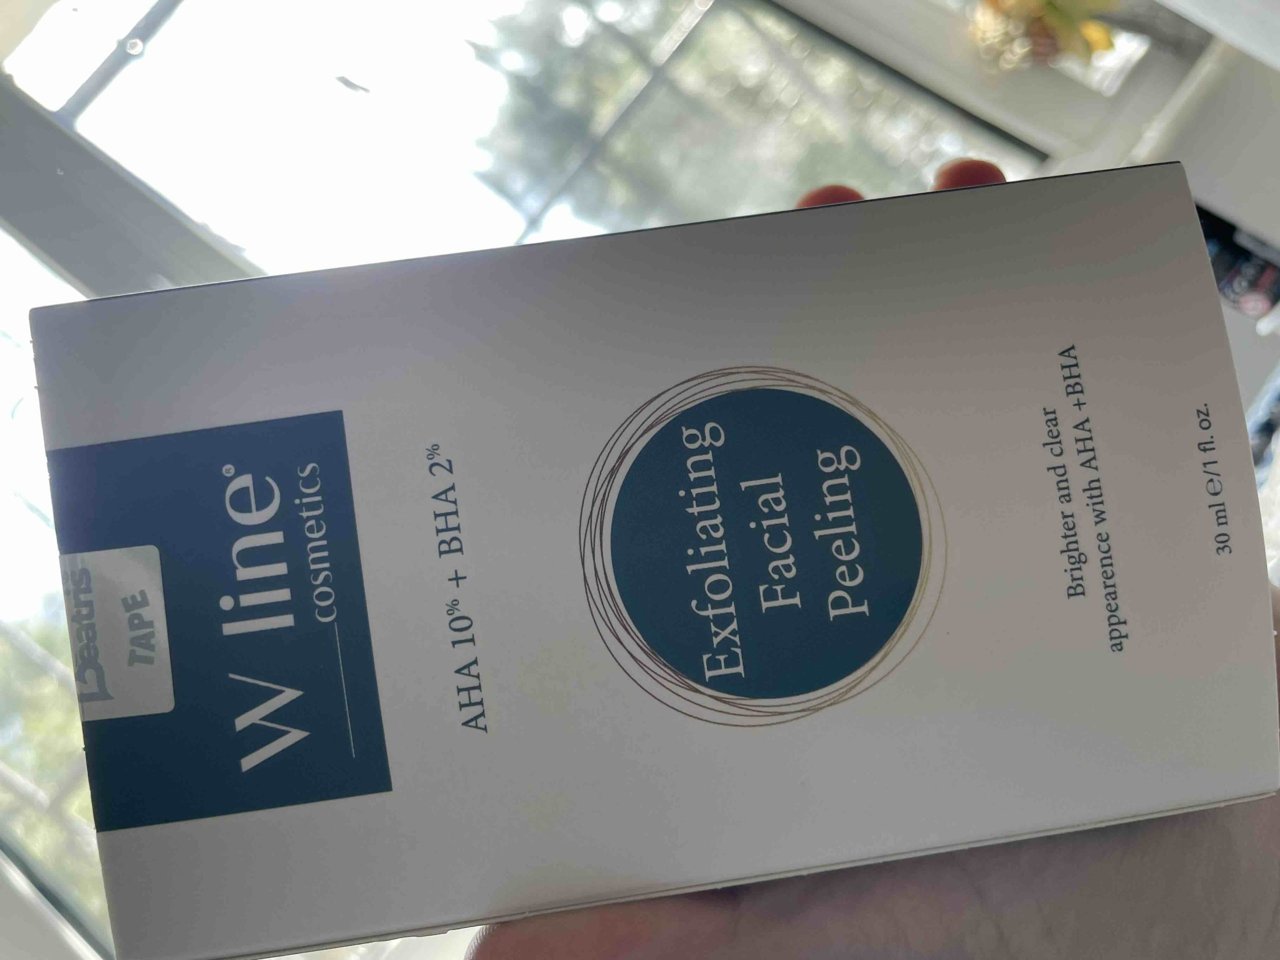 Beatris
TAPE
W line®
cosmetics
AHA 10% + BHA 2%
Exfoliating
Facial
Peeling
Brighter and clear
appearence with AHA +BHA
30 ml ℮/1 fl. oz.